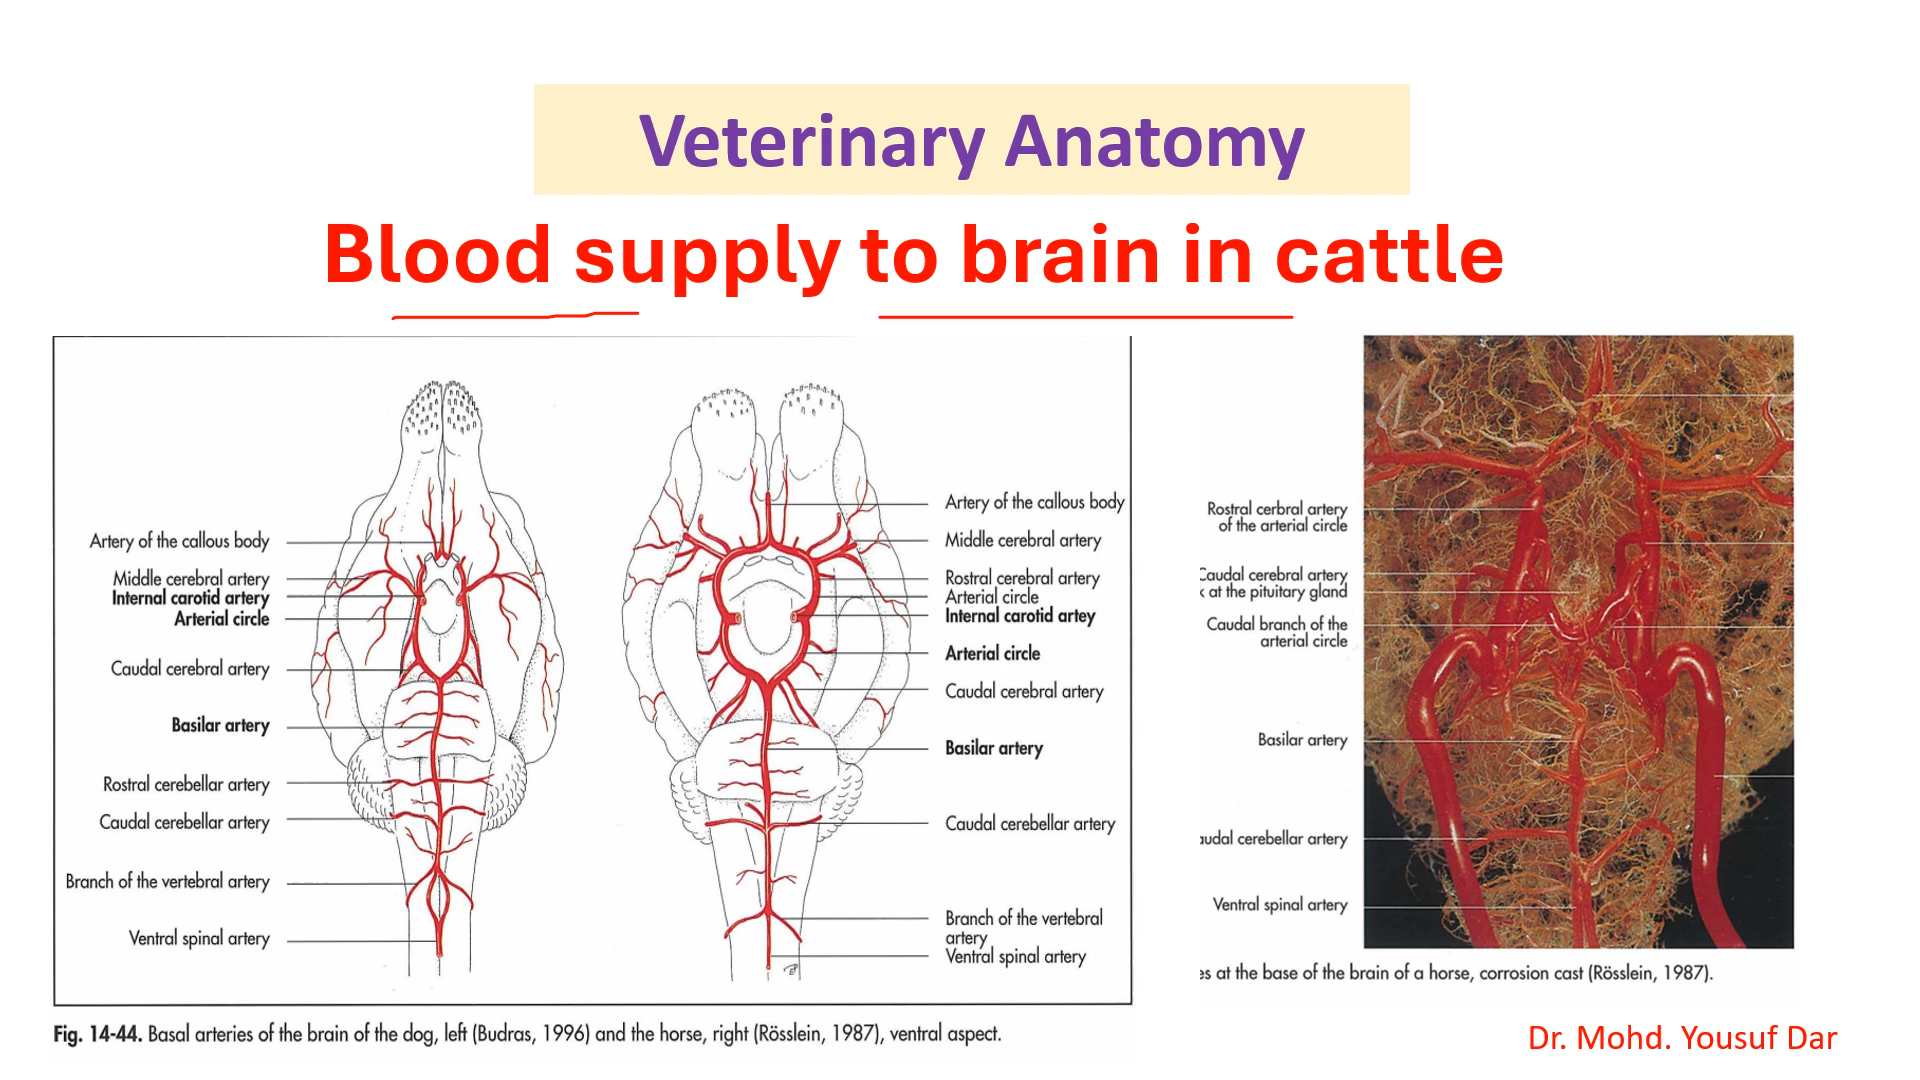 Veterinary Anatomy
Blood supply to brain in cattle
Artery of the callous body
Middle cerebral artery
Internal carotid artery
Arterial circle
Caudal cerebral artery
Basilar artery
Rostral cerebellar artery
Caudal cerebellar artery
Branch of the vertebral artery
Ventral spinal artery
Artery of the callous body
Middle cerebral artery
Rostral cerebral artery
Arterial circle
Internal carotid artey
Arterial circle
Caudal cerebral artery
Basilar artery
Caudal cerebellar artery
Branch of the vertebral
artery
Ventral spinal artery
Fig. 14-44. Basal arteries of the brain of the dog, left (Budras, 1996) and the horse, right (Rösslein, 1987), ventral aspect.
Rostral cerbral artery
of the arterial circle
Caudal cerebral artery
at the pituitary gland
Caudal branch of the
arterial circle
Basilar artery
audal cerebellar artery
Ventral spinal artery
es at the base of the brain of a horse, corrosion cast (Rösslein, 1987).
Dr. Mohd. Yousuf Dar